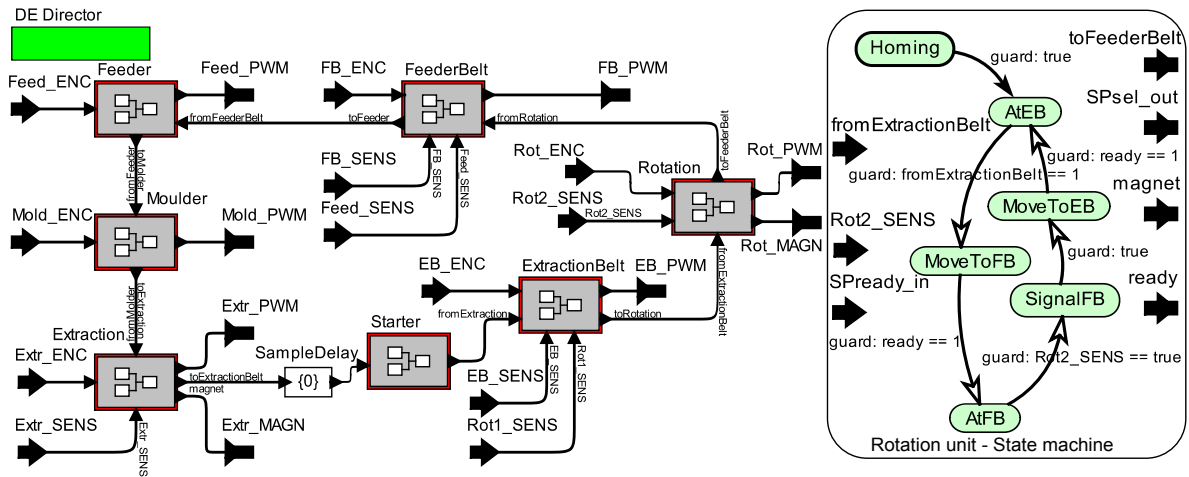 DE Director
Feeder
Feed_ENC
Feed_PWM
fromFeederBelt
toMolder
fromFeeder
Moulder
Mold_ENC
Mold_PWM
toExtraction
fromMolder
Extraction
Extr_PWM
Extr_ENC
toExtractionBelt
magnet
Extr_SENS
Extr_SENS
Extr_MAGN
SampleDelay
{0}
Starter
FB_ENC
FeederBelt
FB_PWM
toFeeder
fromRotation
FB_SENS
FB_SENS
Feed_SENS
Feed_SENS
Rot_ENC
Rotation
toFeederBelt
Rot_PWM
Rot2_SENS
Rot2_SENS
Rot_MAGN
fromExtractionBelt
EB_ENC
ExtractionBelt
EB_PWM
fromExtraction
toRotation
EB_SENS
EB_SENS
Rot1_SENS
Rot1_SENS
Homing
guard: true
toFeederBelt
SPsel_out
AtEB
fromExtractionBelt
guard: ready == 1
guard: fromExtractionBelt == 1
magnet
MoveToEB
Rot2_SENS
guard: true
MoveToFB
SPready_in
SignalFB
ready
guard: ready == 1
guard: Rot2_SENS == true
AtFB
Rotation unit - State machine